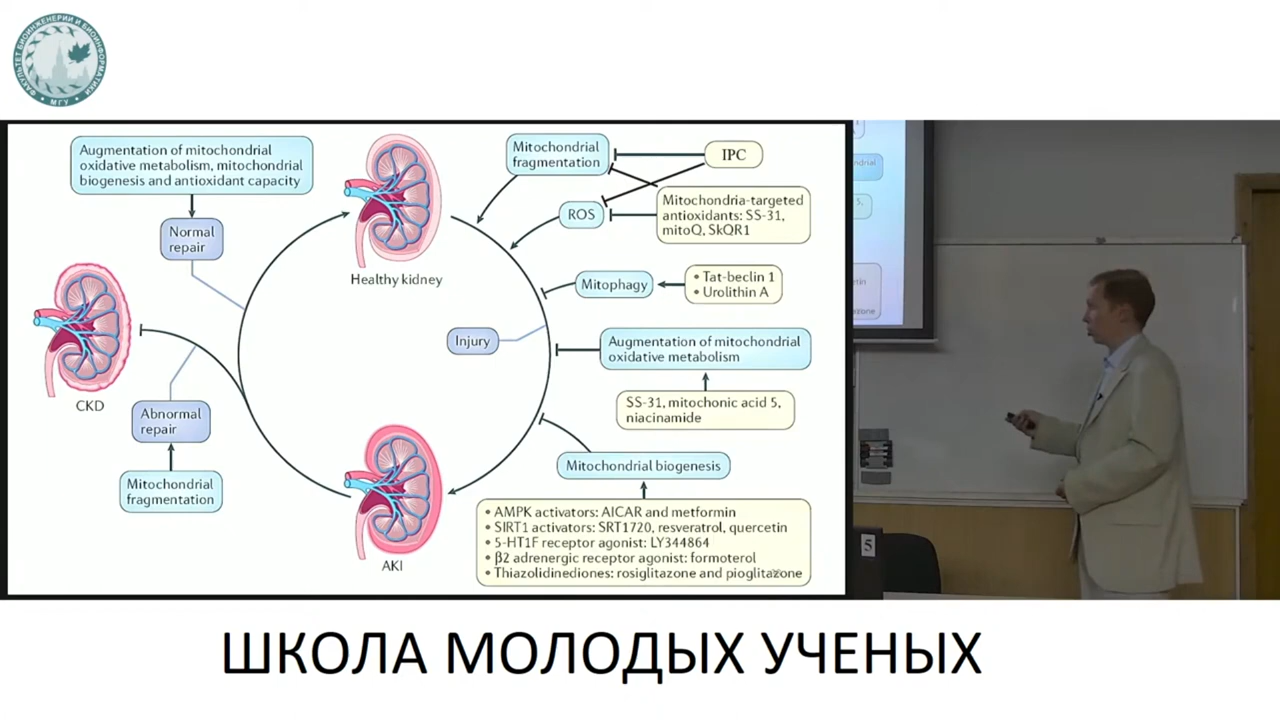 ФАКУЛЬТЕТ БИОИНЖЕНЕРИИ И БИОИНФОРМАТИКИ
МГУ
Augmentation of mitochondrial
oxidative metabolism, mitochondrial
biogenesis and antioxidant capacity
Normal
repair
Healthy kidney
CKD
Abnormal
repair
Mitochondrial
fragmentation
AKI
Mitochondrial
fragmentation
IPC
ROS
Mitochondria-targeted
antioxidants: SS-31,
mitoQ, SkQR1
Mitophagy
• Tat-beclin 1
• Urolithin A
Injury
Augmentation of mitochondrial
oxidative metabolism
SS-31, mitochonic acid 5,
niacinamide
Mitochondrial biogenesis
• AMPK activators: AICAR and metformin
• SIRT1 activators: SRT1720, resveratrol, quercetin
• 5-HT1F receptor agonist: LY344864
• β2 adrenergic receptor agonist: formoterol
• Thiazolidinediones: rosiglitazone and pioglitazone
5
ШКОЛА МОЛОДЫХ УЧЕНЫХ